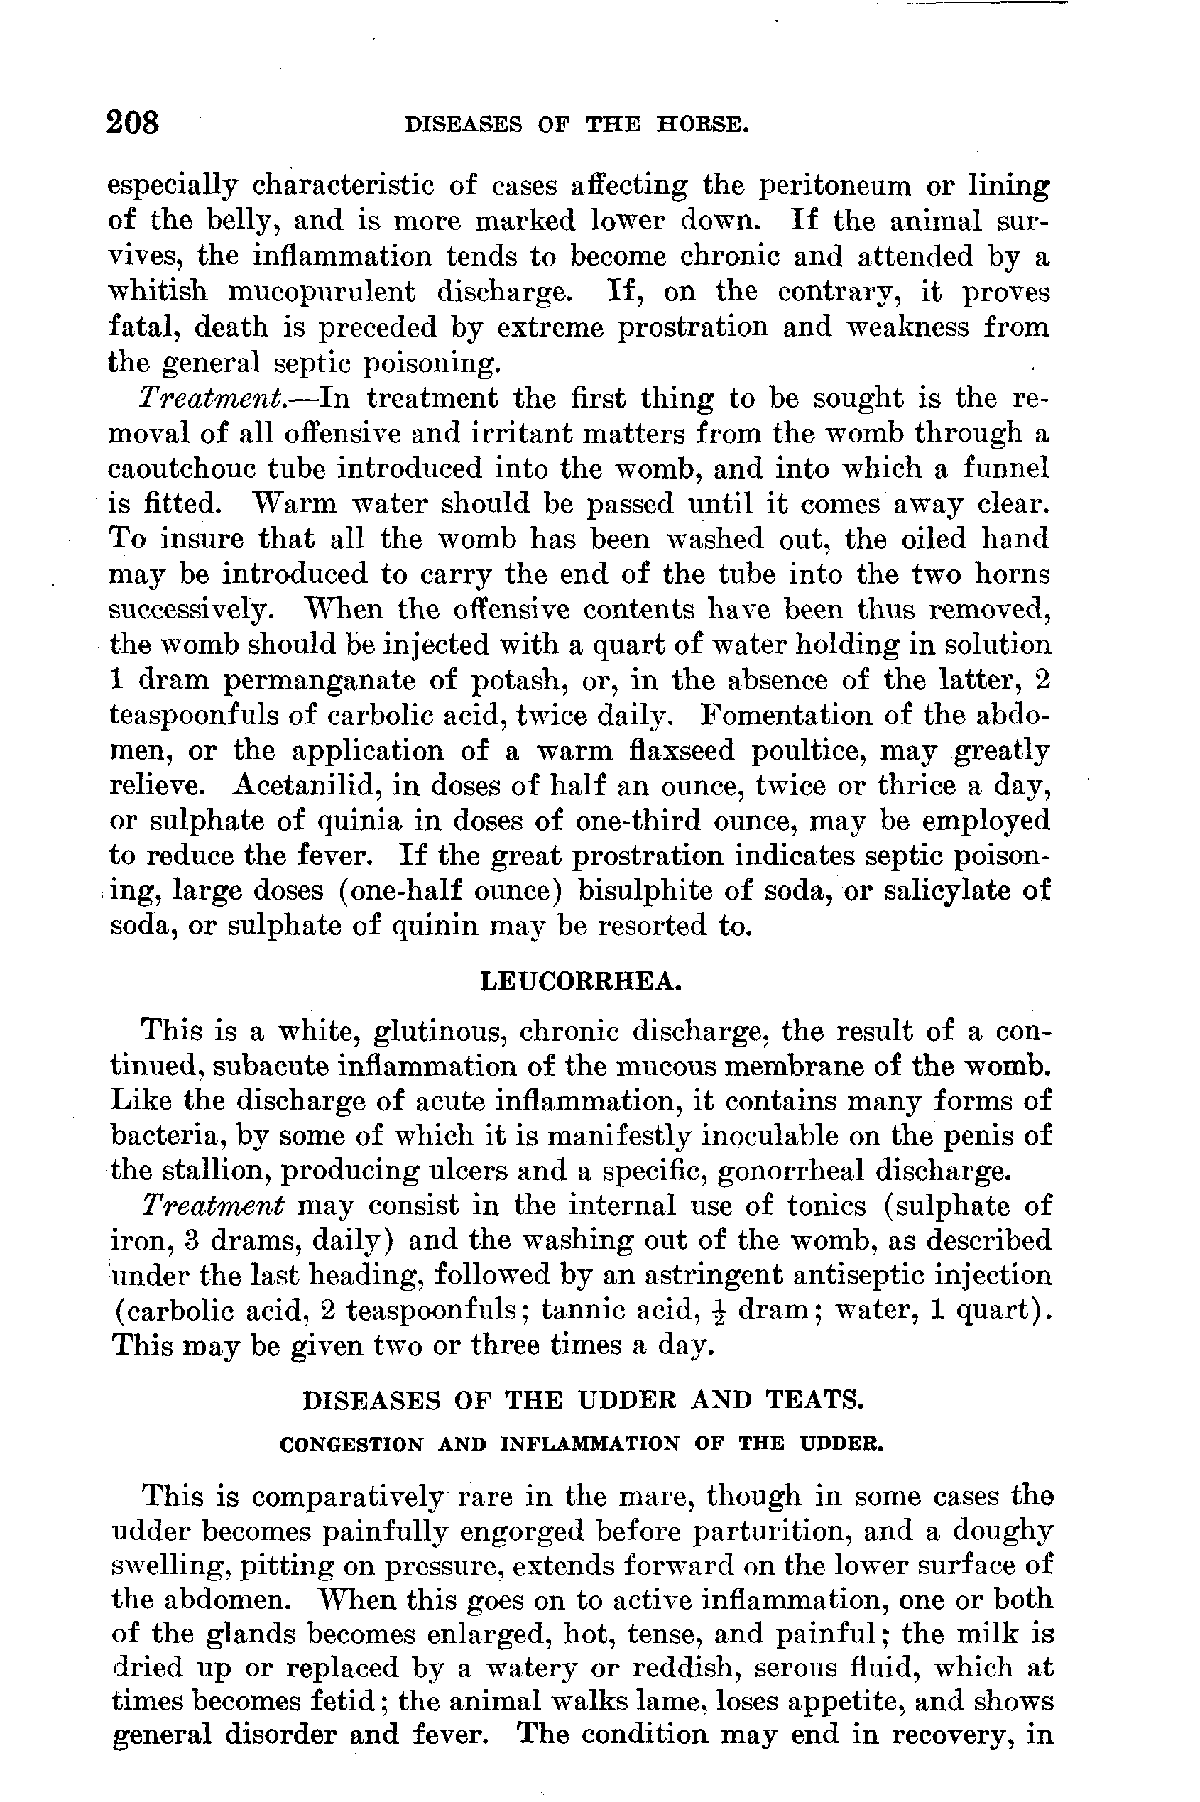 208 DISEASES OF THE HORSE.
especially characteristic of cases affecting the peritoneum or lining
of the belly, and is more marked lower down. If the animal sur-
vives, the inflammation tends to become chronic and attended by a
whitish mucopurulent discharge. If, on the contrary, it proves
fatal, death is preceded by extreme prostration and weakness from
the general septic poisoning.
Treatment.—In treatment the first thing to be sought is the re-
moval of all offensive and irritant matters from the womb through a
caoutchouc tube introduced into the womb, and into which a funnel
is fitted. Warm water should be passed until it comes away clear.
To insure that all the womb has been washed out, the oiled hand
may be introduced to carry the end of the tube into the two horns
successively. When the offensive contents have been thus removed,
the womb should be injected with a quart of water holding in solution
1 dram permanganate of potash, or, in the absence of the latter, 2
teaspoonfuls of carbolic acid, twice daily. Fomentation of the abdo-
men, or the application of a warm flaxseed poultice, may greatly
relieve. Acetanilid, in doses of half an ounce, twice or thrice a day,
or sulphate of quinia in doses of one-third ounce, may be employed
to reduce the fever. If the great prostration indicates septic poison-
ing, large doses (one-half ounce) bisulphite of soda, or salicylate of
soda, or sulphate of quinin may be resorted to.
LEUCORRHEA.
This is a white, glutinous, chronic discharge, the result of a con-
tinued, subacute inflammation of the mucous membrane of the womb.
Like the discharge of acute inflammation, it contains many forms of
bacteria, by some of which it is manifestly inoculable on the penis of
the stallion, producing ulcers and a specific, gonorrheal discharge.
Treatment may consist in the internal use of tonics (sulphate of
iron, 3 drams, daily) and the washing out of the womb, as described
under the last heading, followed by an astringent antiseptic injection
(carbolic acid, 2 teaspoonfuls; tannic acid, ½ dram; water, 1 quart).
This may be given two or three times a day.
DISEASES OF THE UDDER AND TEATS.
CONGESTION AND INFLAMMATION OF THE UDDER.
This is comparatively rare in the mare, though in some cases the
udder becomes painfully engorged before parturition, and a doughy
swelling, pitting on pressure, extends forward on the lower surface of
the abdomen. When this goes on to active inflammation, one or both
of the glands becomes enlarged, hot, tense, and painful; the milk is
dried up or replaced by a watery or reddish, serous fluid, which at
times becomes fetid; the animal walks lame, loses appetite, and shows
general disorder and fever. The condition may end in recovery, in